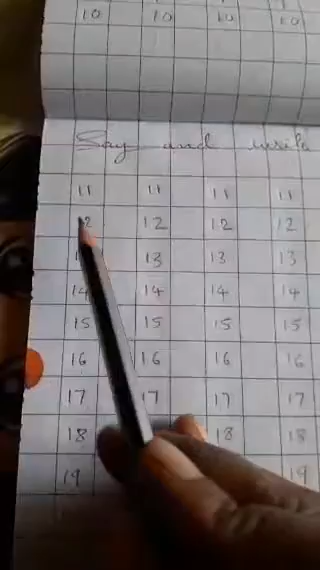 10 10 10 10
Say and write
11 11 11 11
12 12 12 12
13 13 13
14 14 14 14
15 15 15 15
16 16 16 16
17 17 17 17
18 18 18
19 19